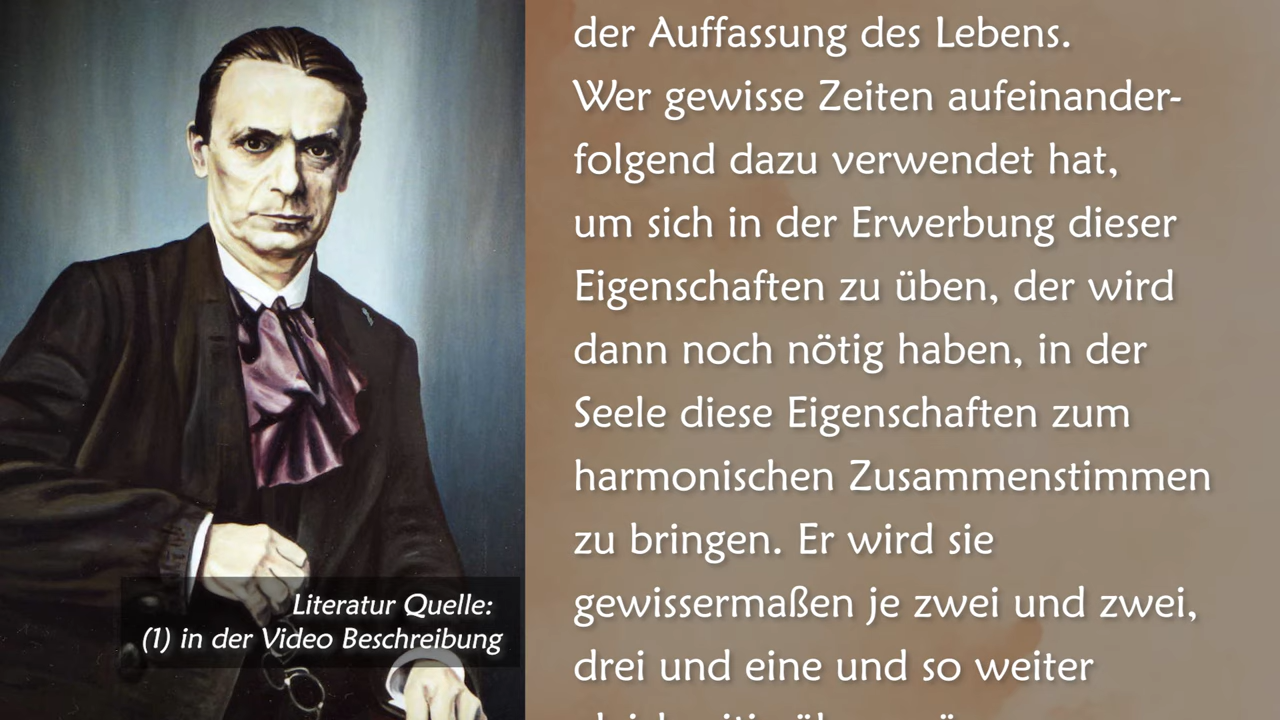 der Auffassung des Lebens.
Wer gewisse Zeiten aufeinander-
folgend dazu verwendet hat,
um sich in der Erwerbung dieser
Eigenschaften zu üben, der wird
dann noch nötig haben, in der
Seele diese Eigenschaften zum
harmonischen Zusammenstimmen
zu bringen. Er wird sie
gewissermaßen je zwei und zwei,
drei und eine und so weiter
Literatur Quelle:
(1) in der Video Beschreibung